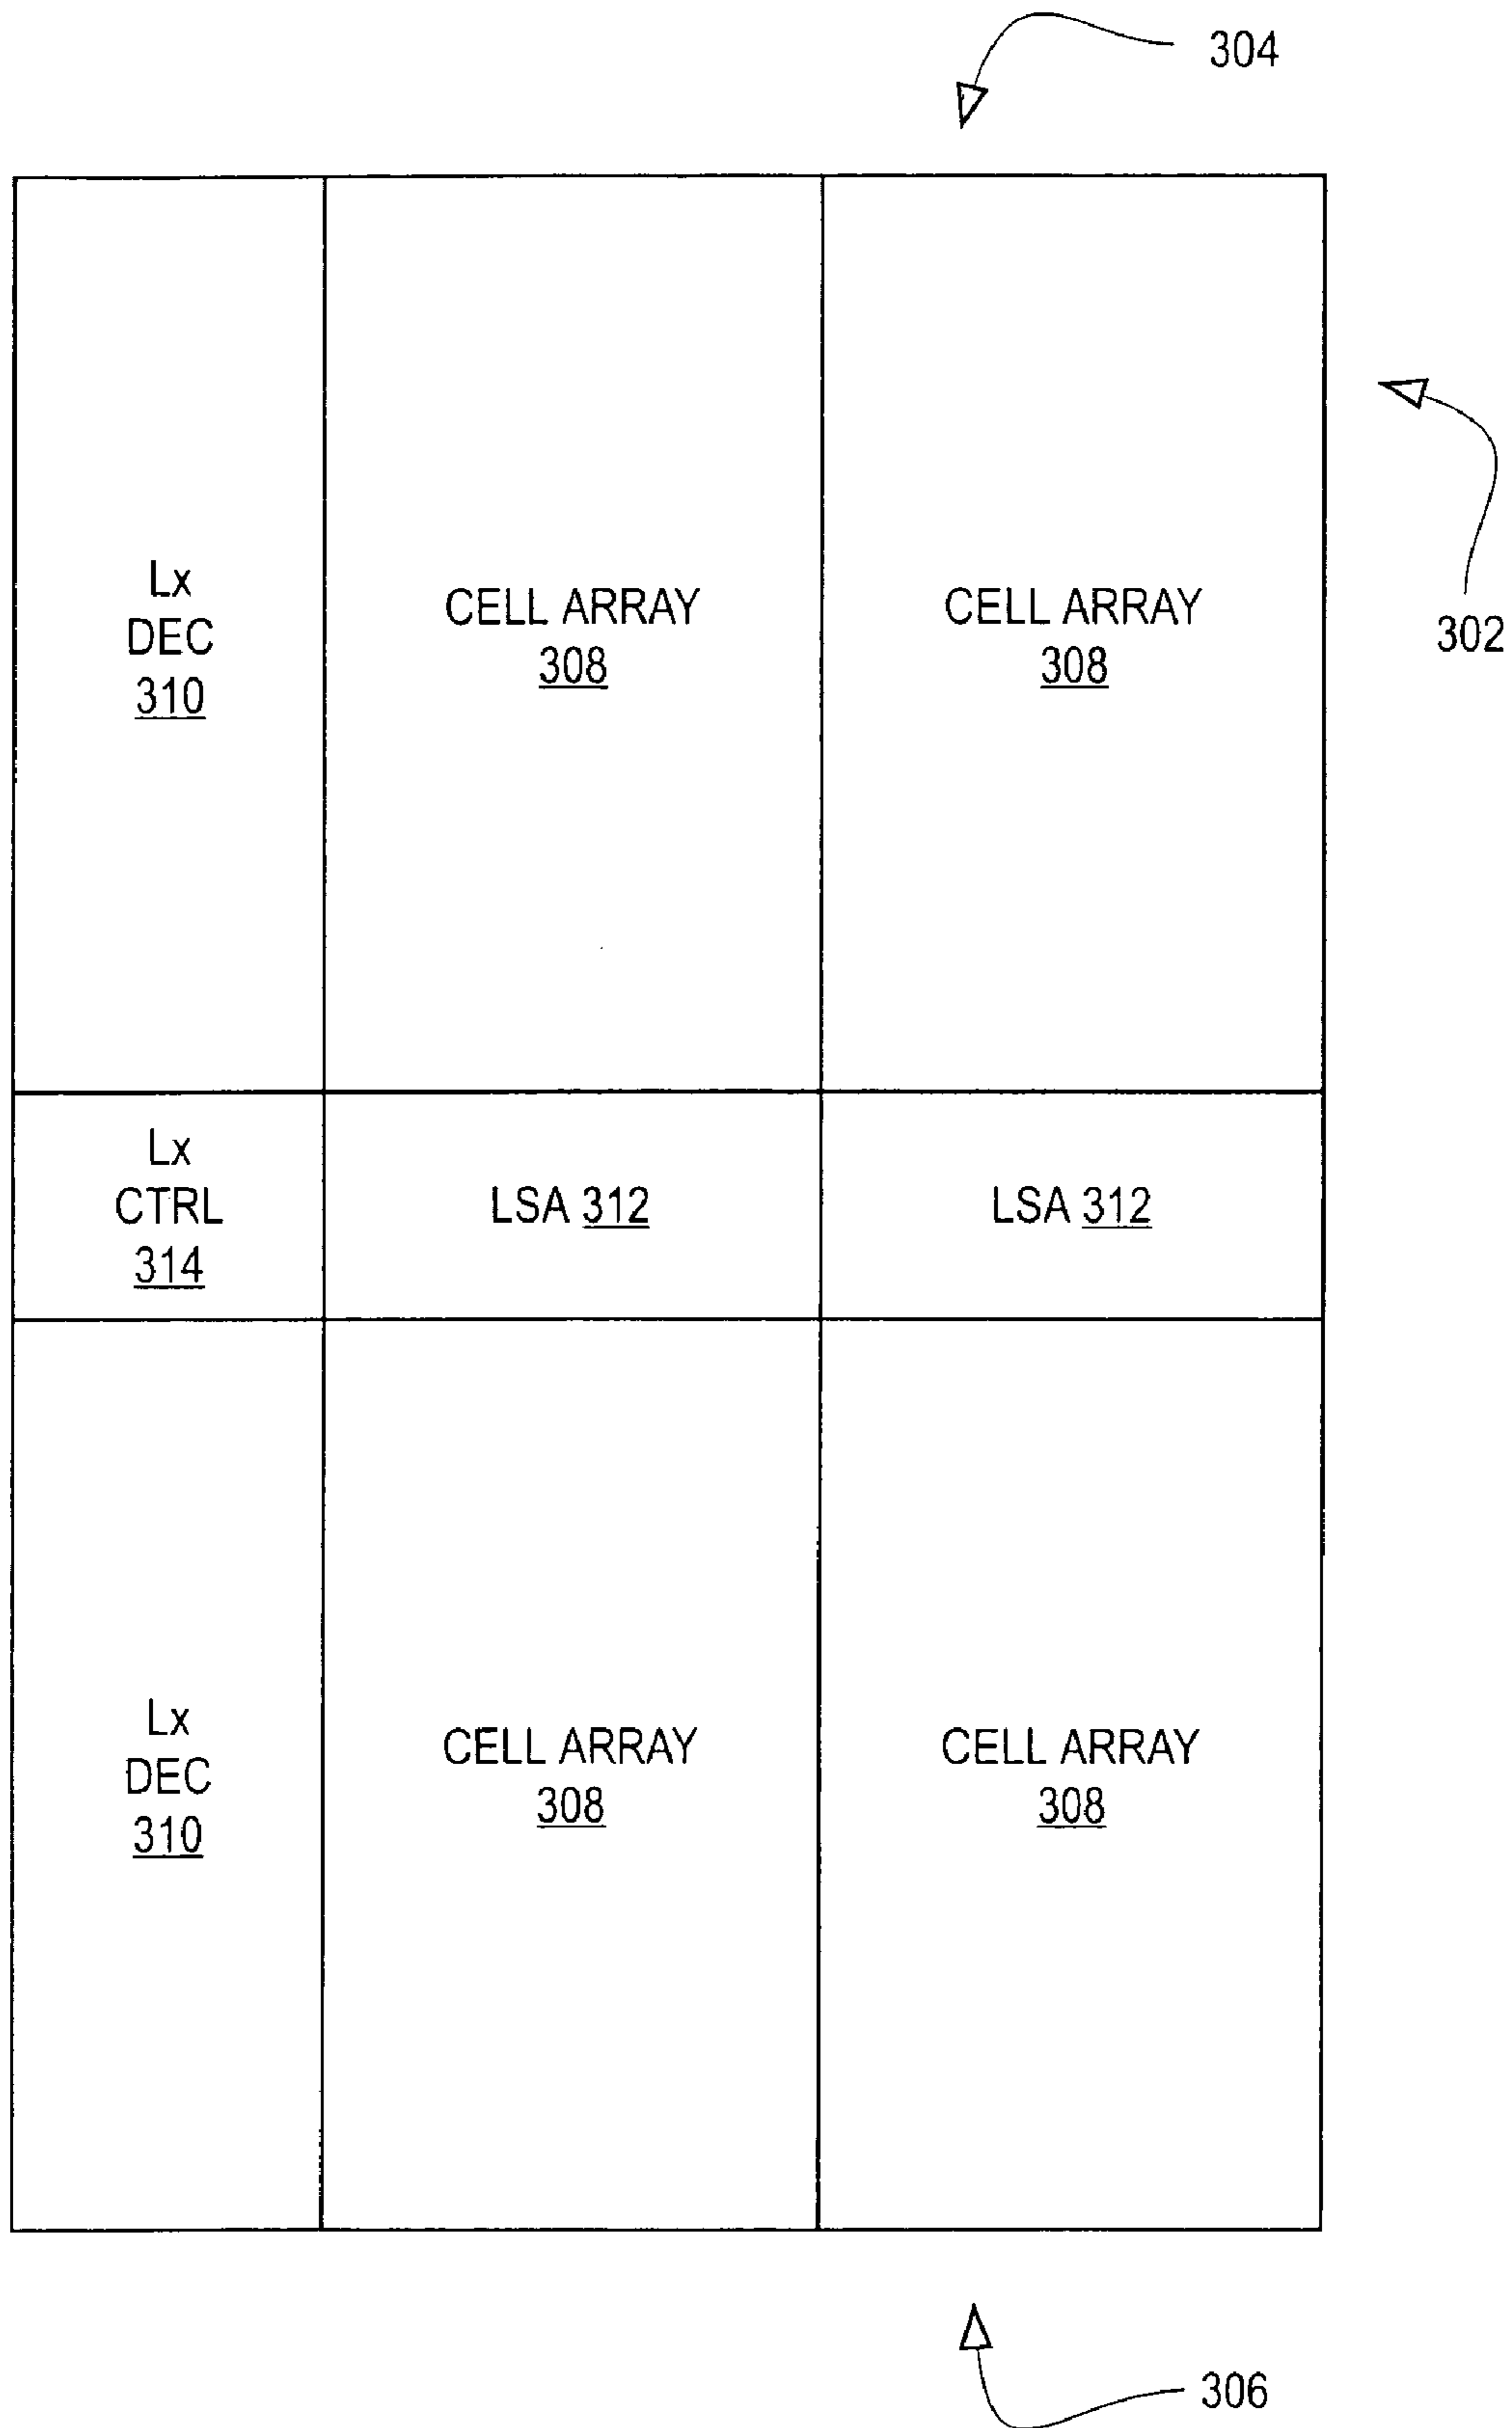 304
302
Lx
DEC
310
CELL ARRAY
308
CELL ARRAY
308
Lx
CTRL
314
LSA 312
LSA 312
Lx
DEC
310
CELL ARRAY
308
CELL ARRAY
308
306